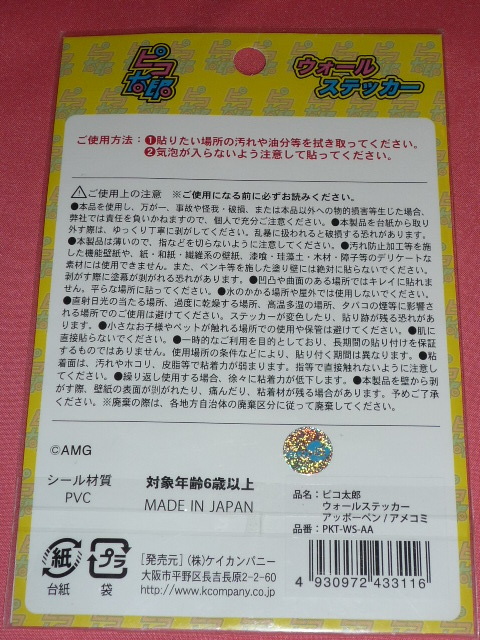 ピコ太郎
ウォール
ステッカー
ご使用方法：❶貼りたい場所の汚れや油分等を拭き取ってください。
❷気泡が入らないよう注意して貼ってください。
⚠ご使用上の注意　※ご使用になる前に必ずお読みください。
●本品を使用し、万が一、事故や怪我・破損、または本品以外への物的損害等生じた場合、
弊社では責任を負いかねますので、個人で充分ご注意ください。●本製品を台紙から取り
外す際は、ゆっくり丁寧に剥がしてください。乱暴に扱われると破損する恐れがあります。
●本製品は薄いので、指などを切らないように注意してください。●汚れ防止加工等を施
した機能壁紙や、紙・和紙・繊維系の壁紙、漆喰・珪藻土・木材・障子等のデリケートな
素材には使用できません。また、ペンキ等を施した塗り壁には絶対に貼らないでください。
剥がす際に塗幕が剥がれる恐れがあります。●凹凸や曲面のある場所ではキレイに貼れま
せん。平らな場所に貼ってください。●水のかかる場所や屋外では使用しないでください。
●直射日光の当たる場所、過度に乾燥する場所、高温多湿の場所、タバコの煙等に影響さ
れる場所でのご使用は避けてください。ステッカーが変色したり、貼り跡が残る恐れがあ
ります。●小さなお子様やペットが触れる場所での使用や保管は避けてください。●肌に
直接貼らないでください。●一時的なご利用を目的としており、長期間の貼り付けを保証
するものではありません。使用場所の条件などにより、貼り付く期間は異なります。●粘
着面は、汚れやホコリ、皮脂等で粘着力が弱まります。指等で直接触れないように注意し
てください。●繰り返し使用する場合、徐々に粘着力が低下します。●本製品を壁から剥
がす際、壁紙の表面が剥がれたり、痛んだり、粘着材が残る場合があります。予めご了承
ください。※廃棄の際は、各地方自治体の廃棄区分に従って廃棄してください。
©AMG
シール材質
PVC
対象年齢6歳以上
MADE IN JAPAN
品名：ピコ太郎
ウォールステッカー
アッポーペン/アメコミ
品番：PKT-WS-AA
紙
台紙
プラ
袋
[発売元] (株)ケイカンパニー
大阪市平野区長吉長原2-2-60
http://www.kcompany.co.jp
4 930972 433116